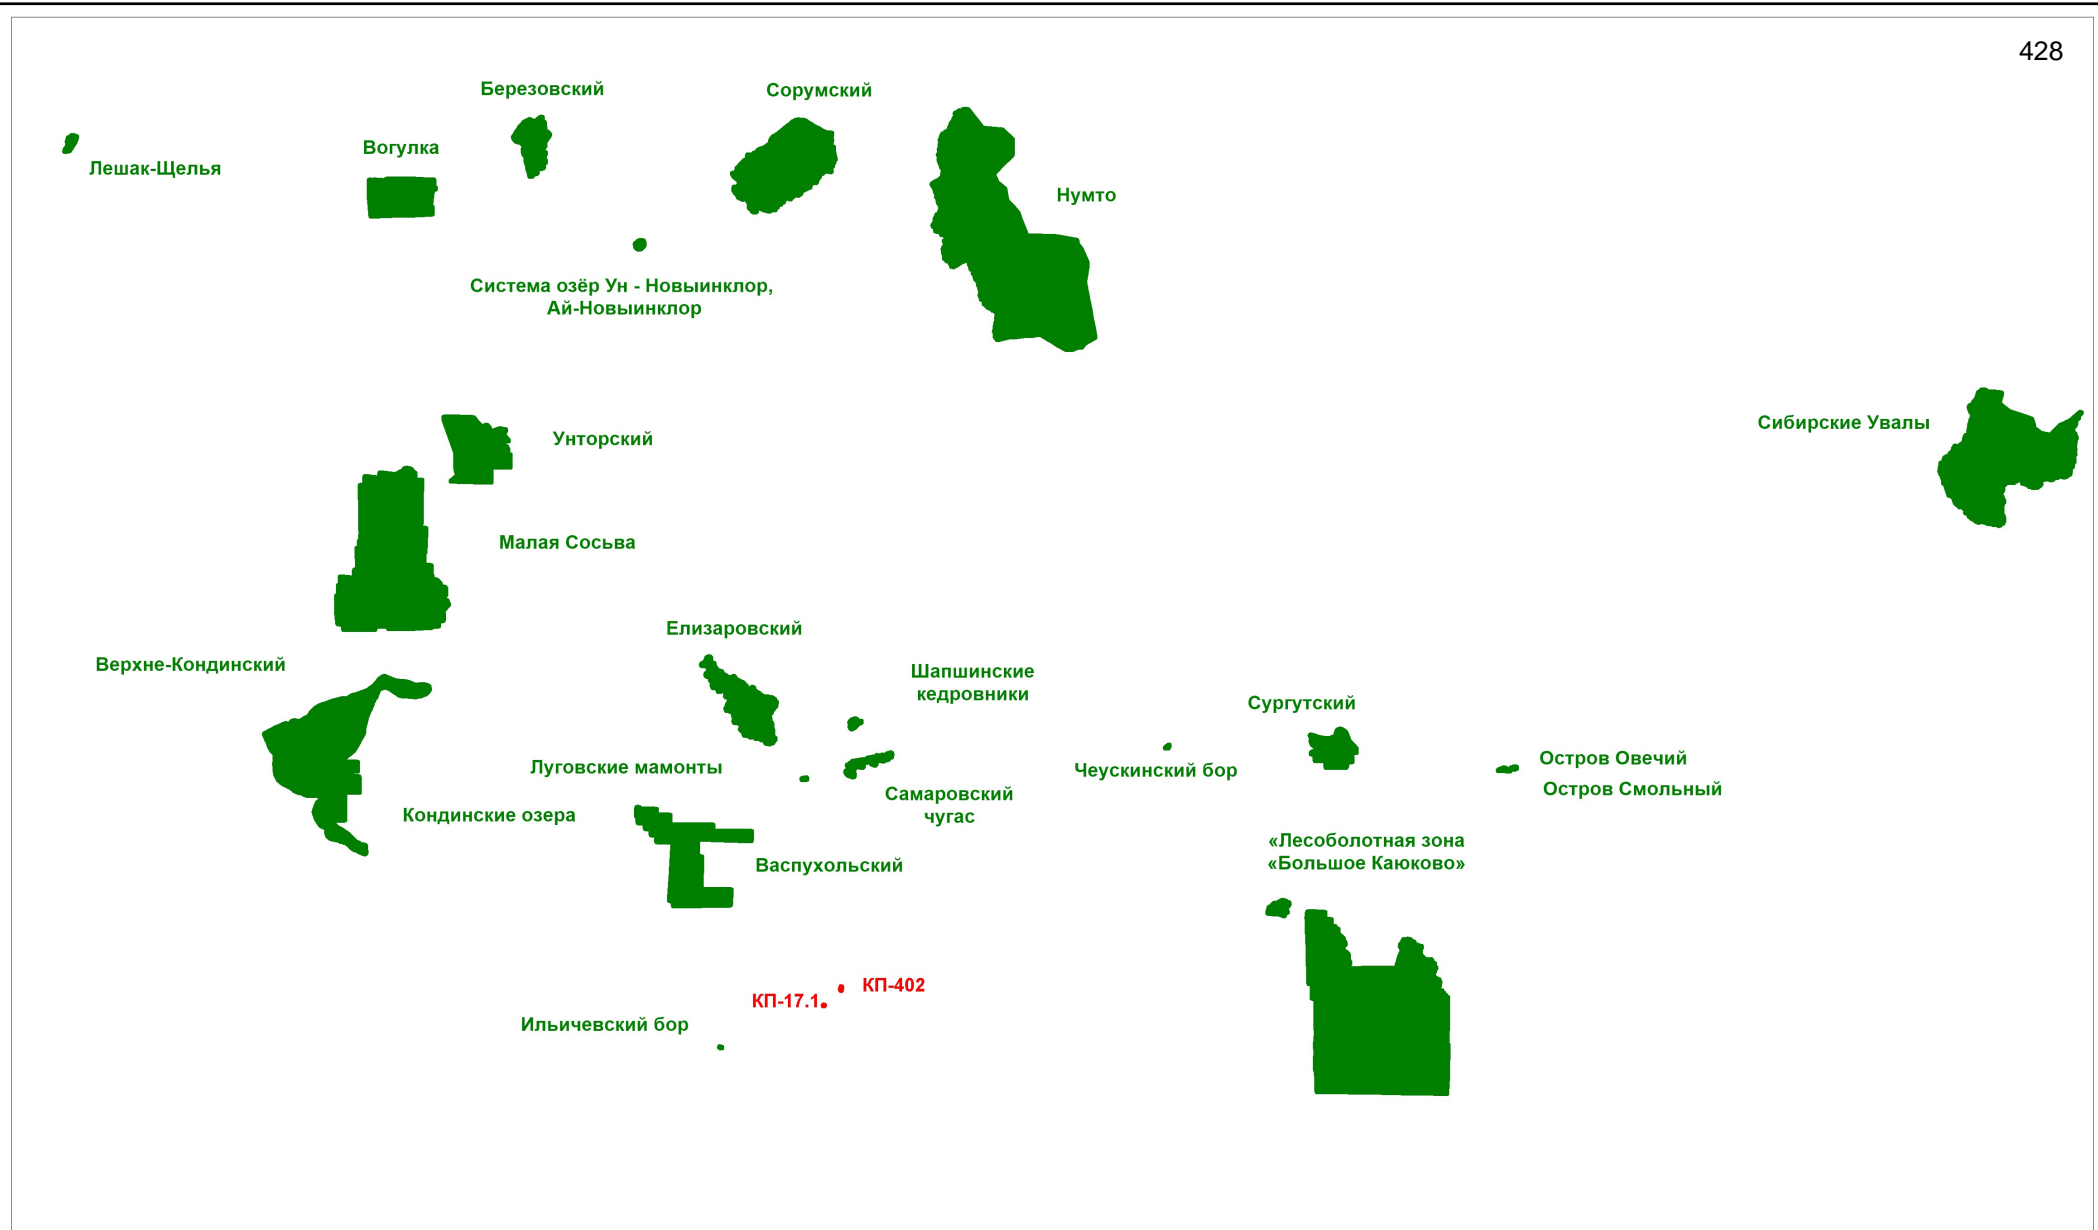 428
Березовский
Сорумский
Вогулка
Лешак-Щелья
Нумто
Система озёр Ун - Новыинклор,
Ай-Новыинклор
Сибирские Увалы
Унторский
Малая Сосьва
Елизаровский
Верхне-Кондинский
Шапшинские
кедровники
Сургутский
Луговские мамонты
Чеускинский бор
Остров Овечий
Остров Смольный
Самаровский
чугас
Кондинские озера
«Лесоболотная зона
«Большое Каюково»
Васпухольский
КП-402
КП-17.1
Ильичевский бор